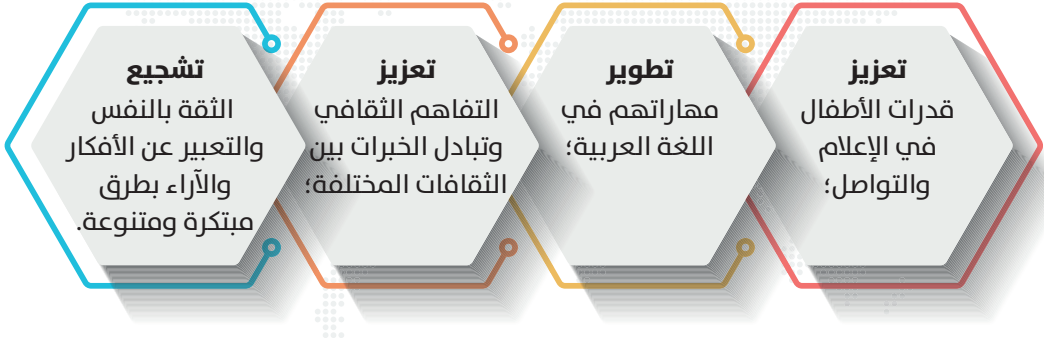 تعزيز
قدرات الأطفال
في الإعلام
والتواصل؛
تطوير
مهاراتهم في
اللغة العربية؛
تعزيز
التفاهم الثقافي
وتبادل الخبرات بين
الثقافات المختلفة؛
تشجيع
الثقة بالنفس
والتعبير عن الأفكار
والآراء بطرق
مبتكرة ومتنوعة.